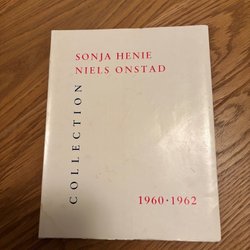 SONJA HENIE
NIELS ONSTAD
COLLECTION
1960 · 1962